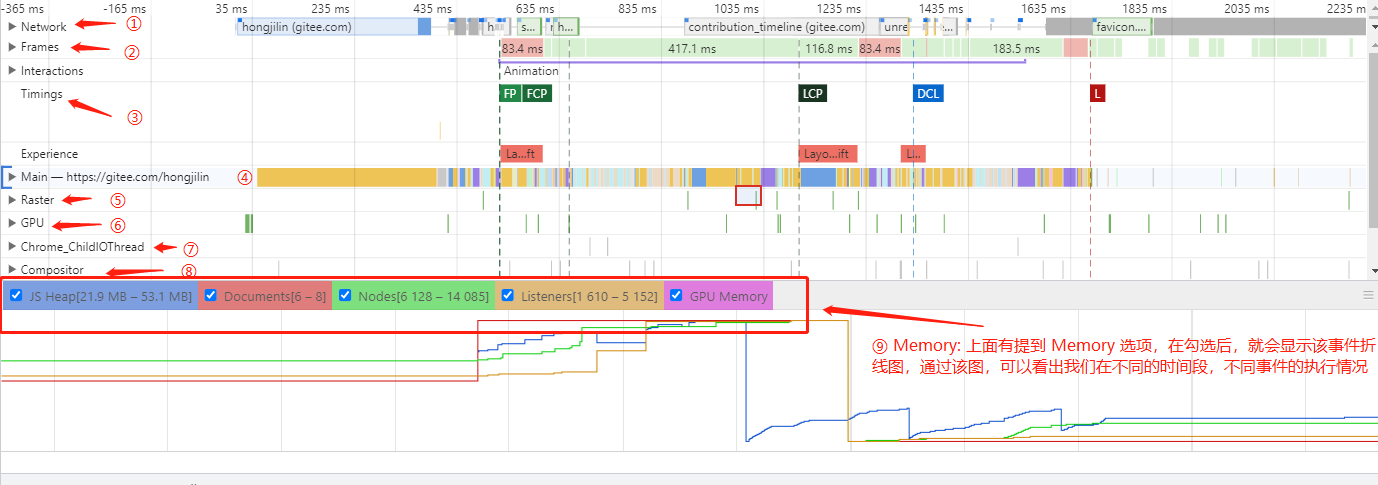 -365 ms -165 ms 35 ms 235 ms 435 ms 635 ms 835 ms 1035 ms 1235 ms 1435 ms 1635 ms 1835 ms 2035 ms 2235 m
Network ① hongjilin (gitee.com) h s… h… contribution_timeline (gitee.com) unre … favicon.…
Frames ② 83.4 ms 417.1 ms 116.8 ms 83.4 ms 183.5 ms
Interactions Animation
Timings FP FCP LCP DCL L
③
Experience La…ft Layo…ift L…
Main — https://gitee.com/hongjilin ④
Raster ⑤
GPU ⑥
Chrome_ChildIOThread ⑦
Compositor ⑧
JS Heap[21.9 MB – 53.1 MB] Documents[6 – 8] Nodes[6 128 – 14 085] Listeners[1 610 – 5 152] GPU Memory
⑨ Memory: 上面有提到 Memory 选项，在勾选后，就会显示该事件折
线图，通过该图，可以看出我们在不同的时间段，不同事件的执行情况